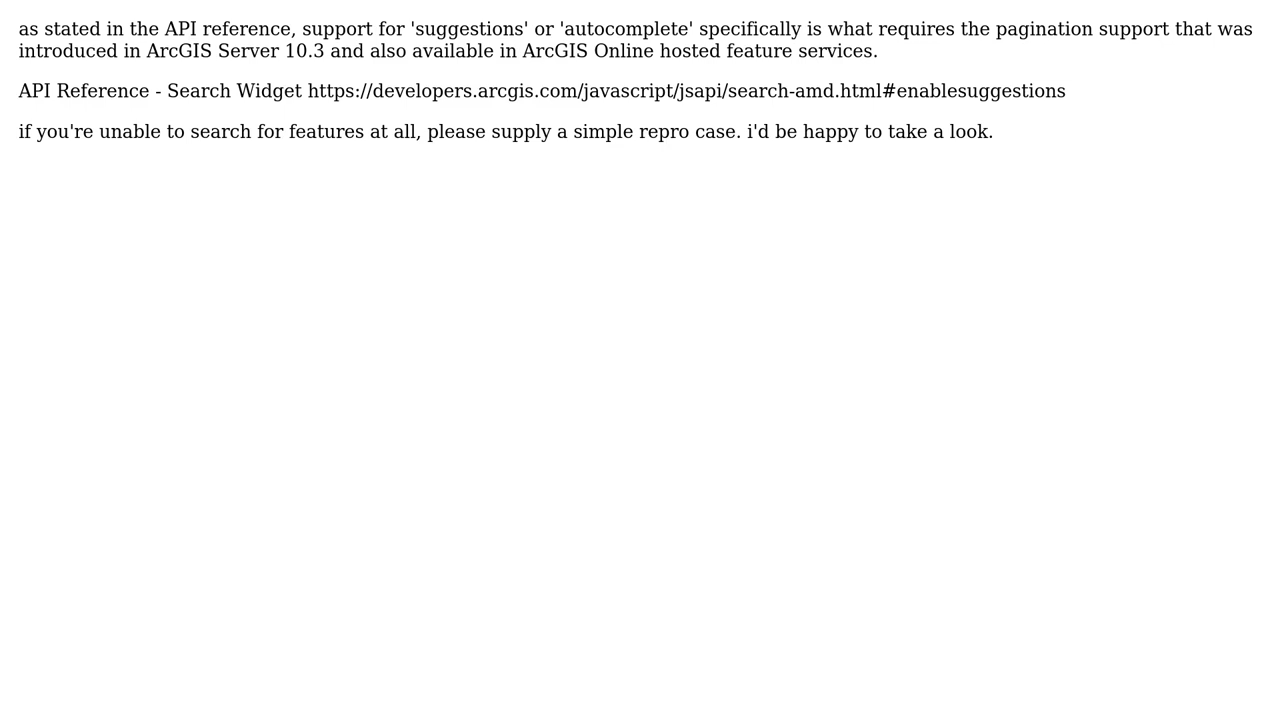 as stated in the API reference, support for 'suggestions' or 'autocomplete' specifically is what requires the pagination support that was
introduced in ArcGIS Server 10.3 and also available in ArcGIS Online hosted feature services.
API Reference - Search Widget https://developers.arcgis.com/javascript/jsapi/search-amd.html#enablesuggestions
if you're unable to search for features at all, please supply a simple repro case. i'd be happy to take a look.